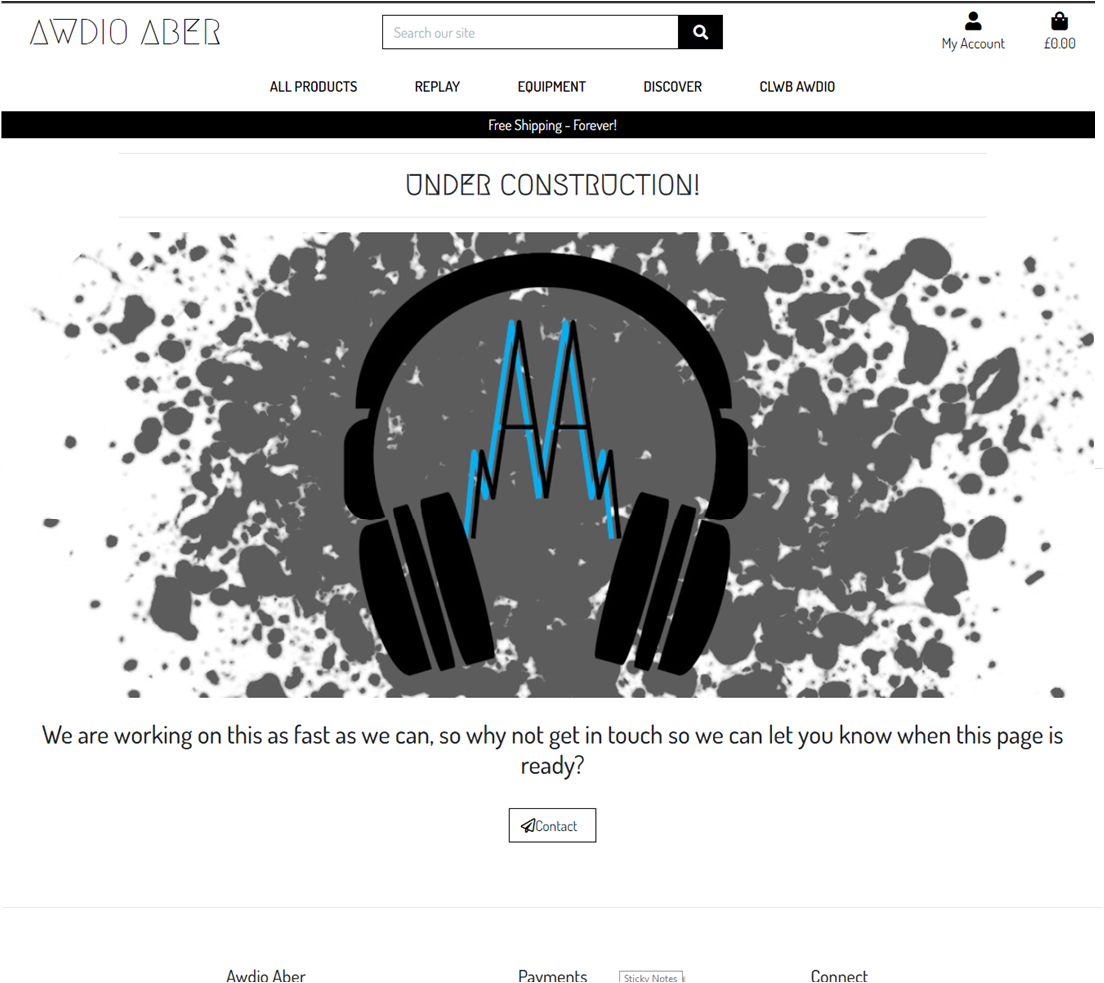 AWDIO ABER
Search our site
My Account
£0.00
ALL PRODUCTS
REPLAY
EQUIPMENT
DISCOVER
CLWB AWDIO
Free Shipping - Forever!
UNDER CONSTRUCTION!
AA
We are working on this as fast as we can, so why not get in touch so we can let you know when this page is
ready?
Contact
Awdio Aber
Payments
Sticky Notes
Connect